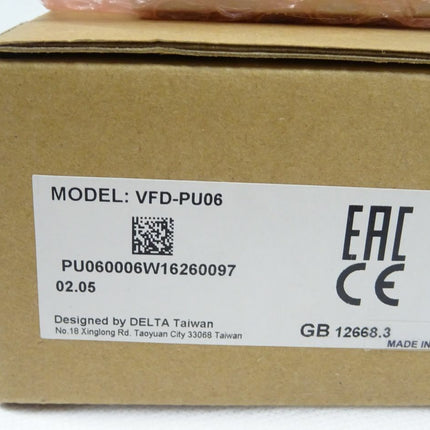 MODEL: VFD-PU06
EAC
CE
PU060006W16260097
02.05
Designed by DELTA Taiwan
No.18 Xinglong Rd. Taoyuan City 33068 Taiwan
GB 12668.3
MADE IN